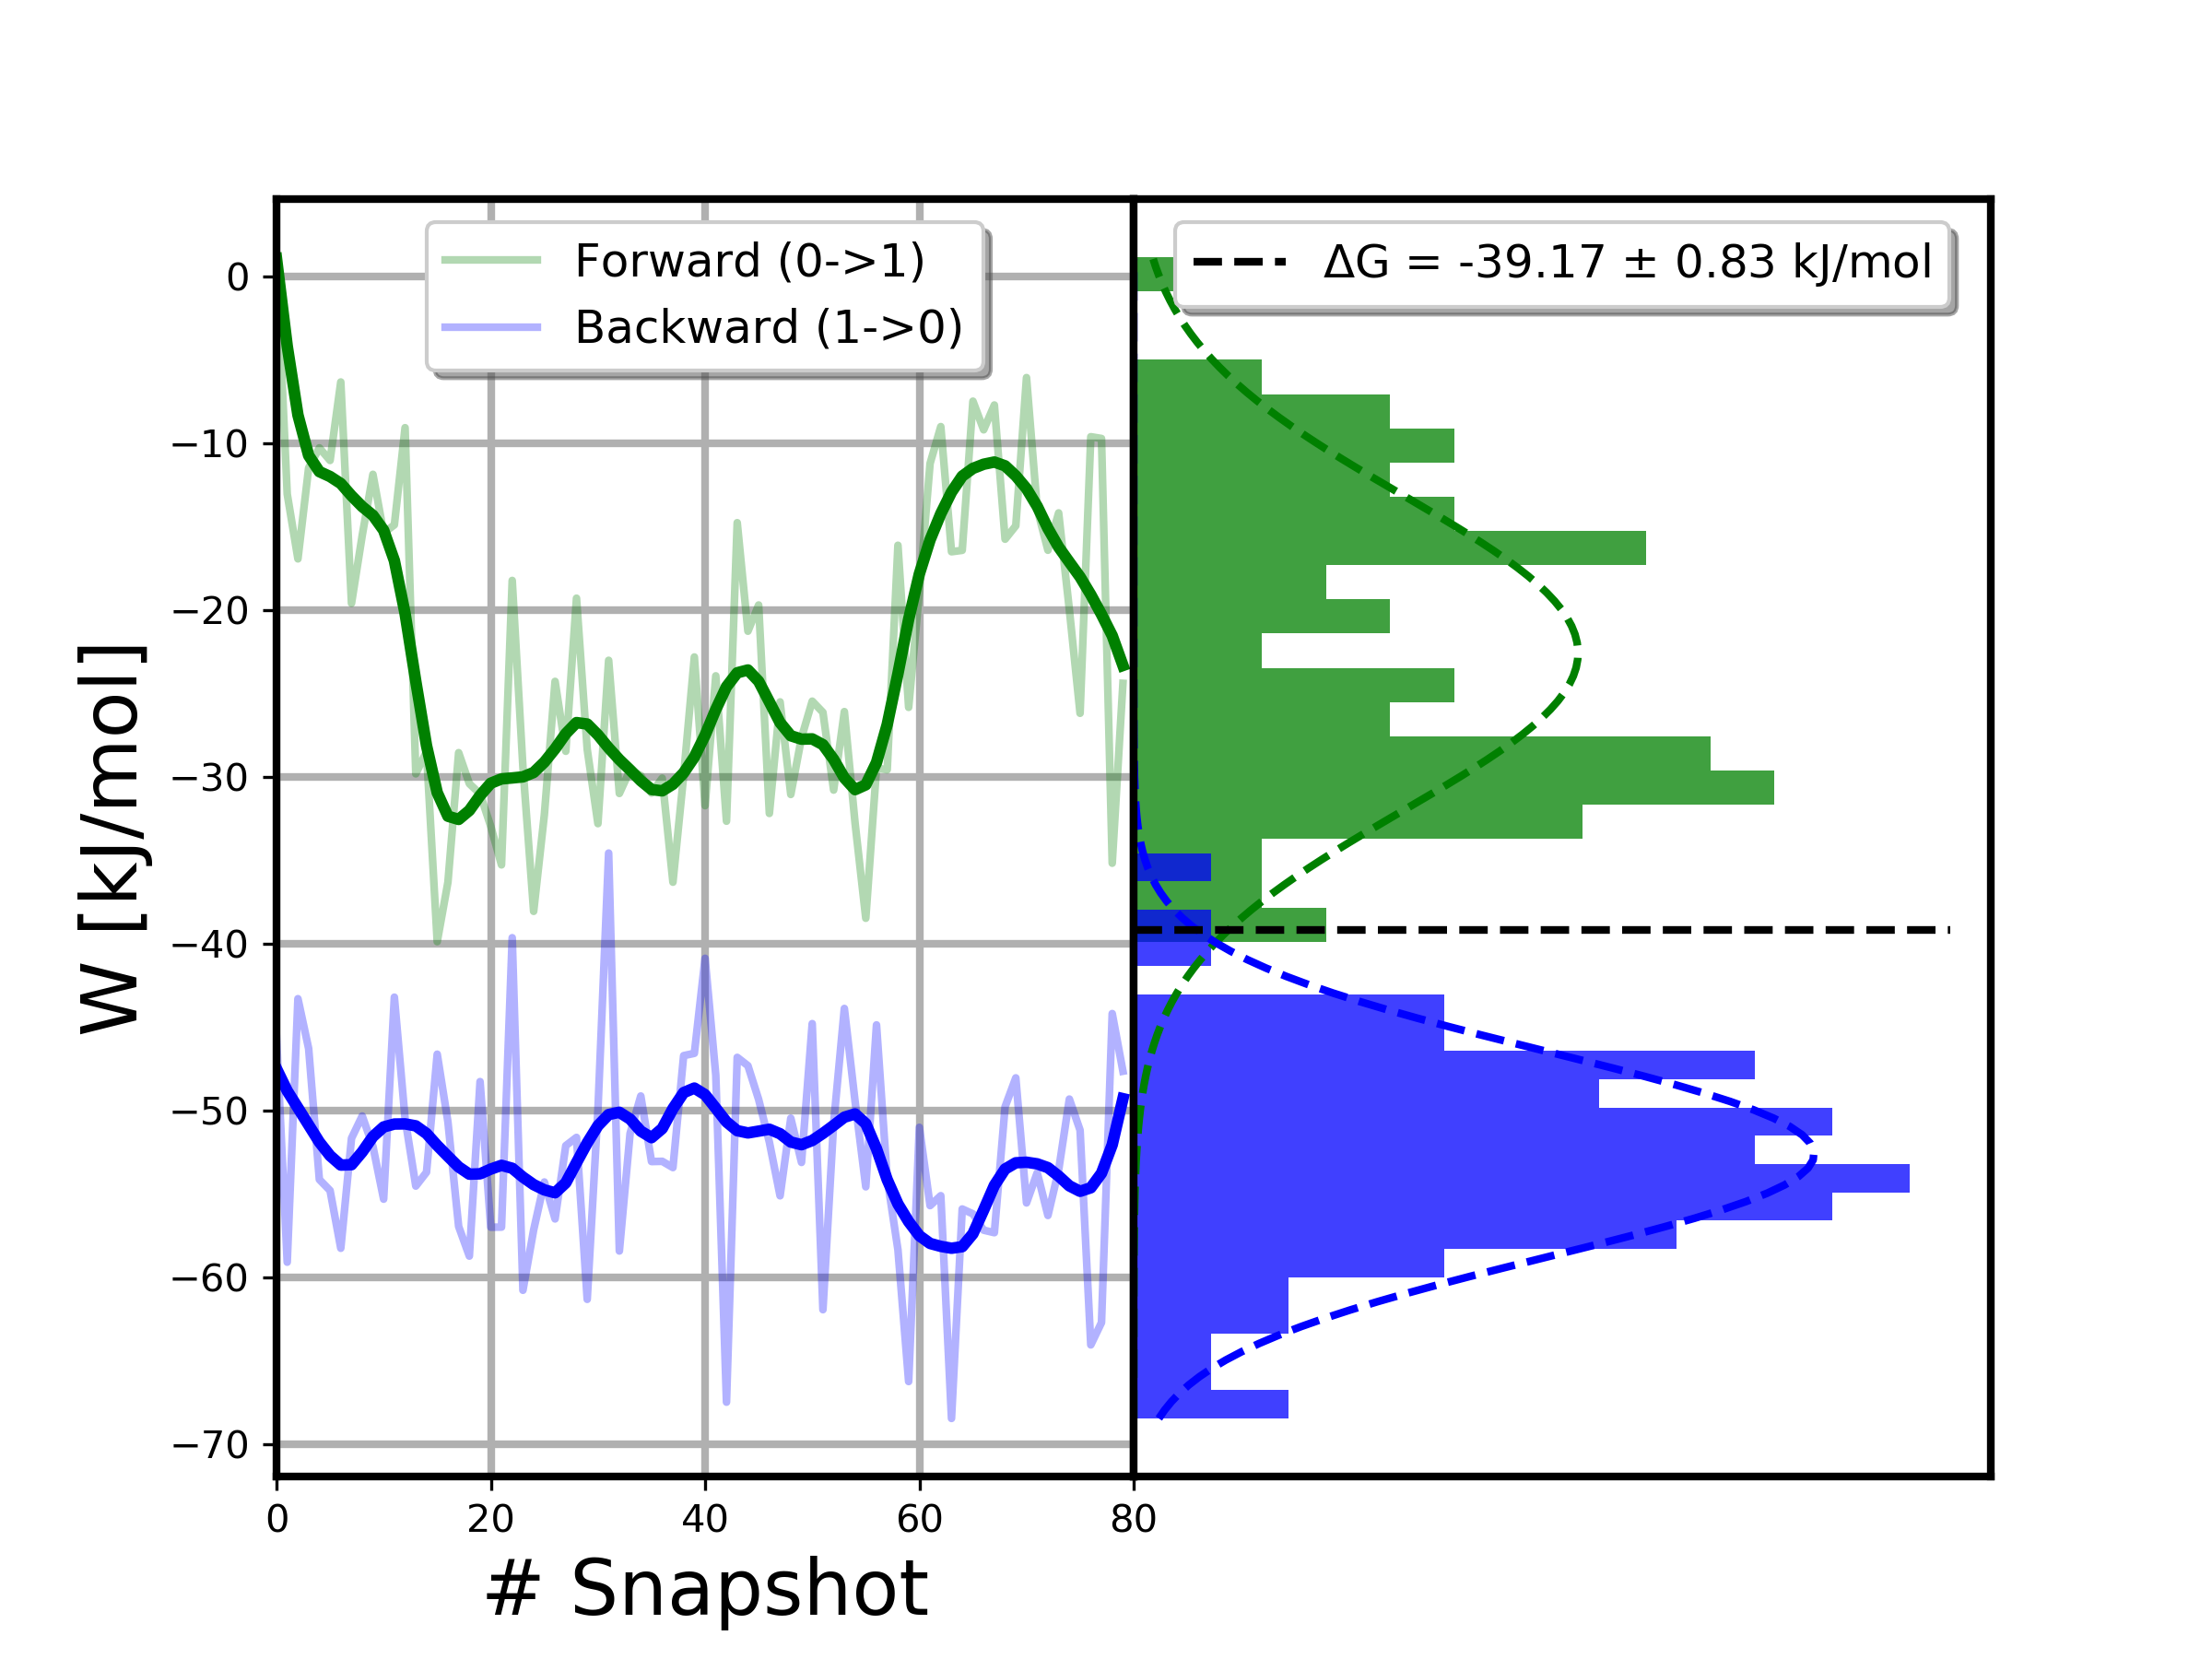 Forward (0->1)
Backward (1->0)
ΔG = -39.17 ± 0.83 kJ/mol
W [kJ/mol]
0
−10
−20
−30
−40
−50
−60
−70
0 20 40 60 80
# Snapshot